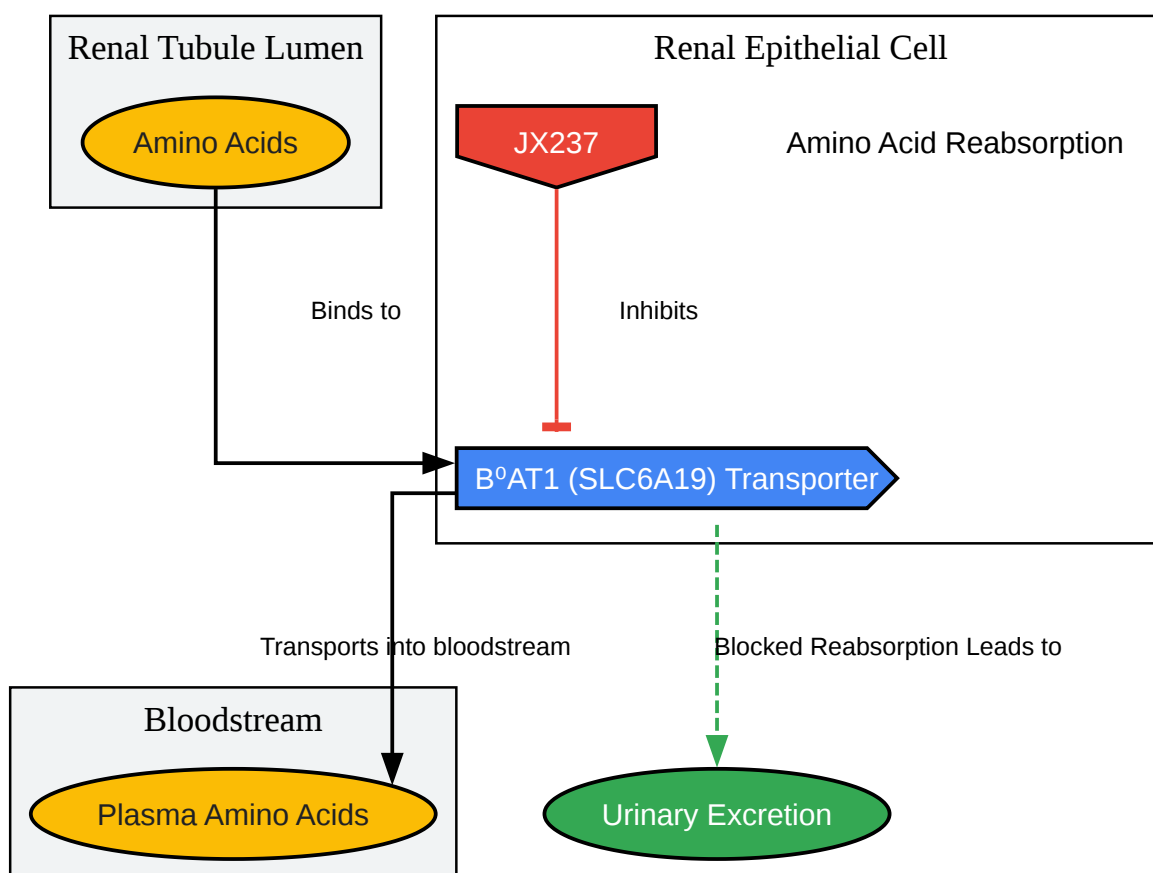 Renal Tubule Lumen
Renal Epithelial Cell
Amino Acids
JX237
Amino Acid Reabsorption
Binds to
Inhibits
B⁰AT1 (SLC6A19) Transporter
Transports into bloodstream
Blocked Reabsorption Leads to
Bloodstream
Plasma Amino Acids
Urinary Excretion